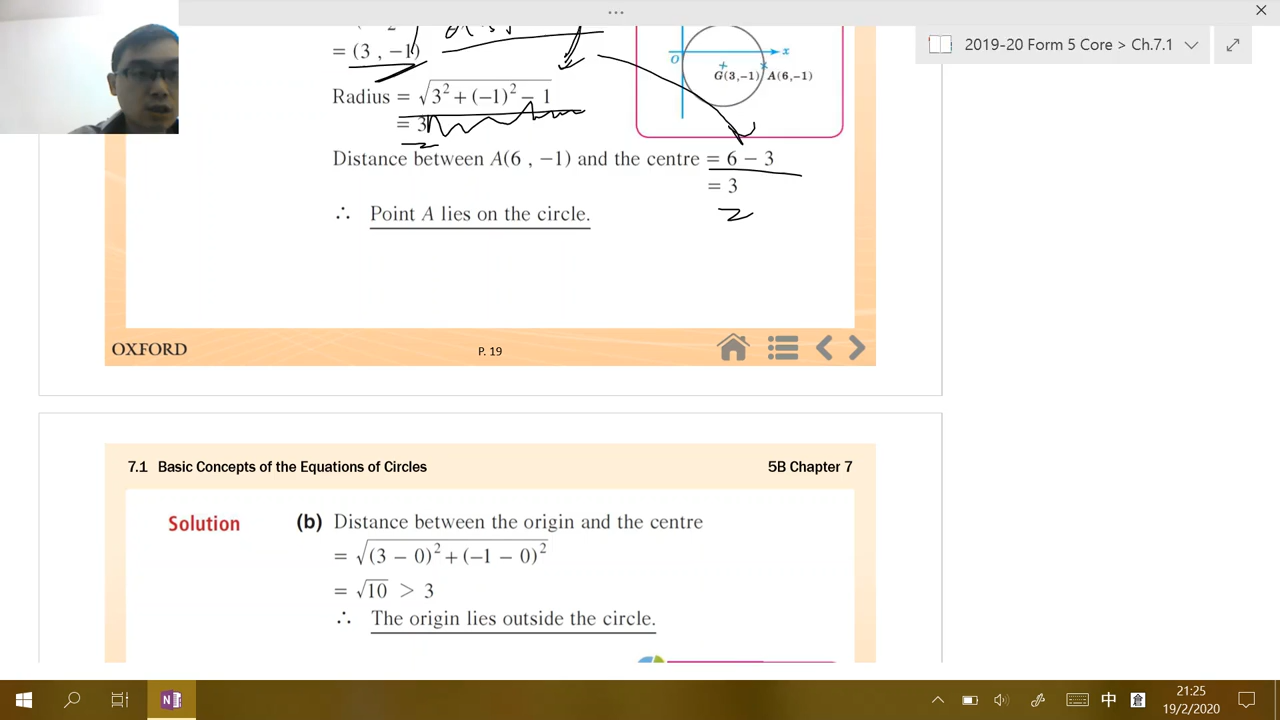 2019-20 Form 5 Core > Ch.7.1
= (3 , −1)
Radius = √3² + (−1)² − 1
= 3
O
x
G(3,−1)
A(6,−1)
Distance between A(6 , −1) and the centre = 6 − 3
= 3
∴ Point A lies on the circle.
OXFORD
P. 19
7.1 Basic Concepts of the Equations of Circles
5B Chapter 7
Solution
(b) Distance between the origin and the centre
= √(3 − 0)² + (−1 − 0)²
= √10 > 3
∴ The origin lies outside the circle.
N
中
倉
21:25
19/2/2020